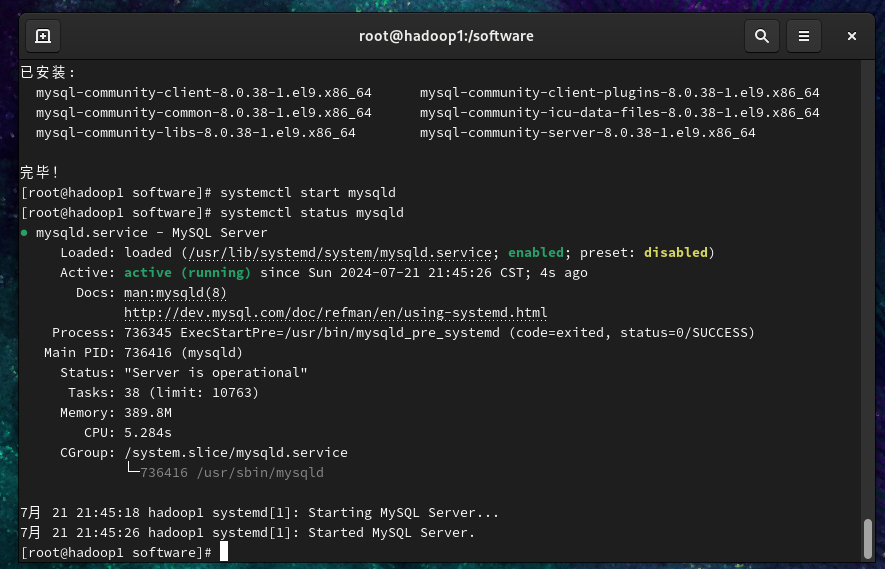 root@hadoop1:/software
已安装:
mysql-community-client-8.0.38-1.el9.x86_64 mysql-community-client-plugins-8.0.38-1.el9.x86_64
mysql-community-common-8.0.38-1.el9.x86_64 mysql-community-icu-data-files-8.0.38-1.el9.x86_64
mysql-community-libs-8.0.38-1.el9.x86_64 mysql-community-server-8.0.38-1.el9.x86_64
完毕!
[root@hadoop1 software]# systemctl start mysqld
[root@hadoop1 software]# systemctl status mysqld
● mysqld.service - MySQL Server
Loaded: loaded (/usr/lib/systemd/system/mysqld.service; enabled; preset: disabled)
Active: active (running) since Sun 2024-07-21 21:45:26 CST; 4s ago
Docs: man:mysqld(8)
http://dev.mysql.com/doc/refman/en/using-systemd.html
Process: 736345 ExecStartPre=/usr/bin/mysqld_pre_systemd (code=exited, status=0/SUCCESS)
Main PID: 736416 (mysqld)
Status: "Server is operational"
Tasks: 38 (limit: 10763)
Memory: 389.8M
CPU: 5.284s
CGroup: /system.slice/mysqld.service
└─736416 /usr/sbin/mysqld
7月 21 21:45:18 hadoop1 systemd[1]: Starting MySQL Server...
7月 21 21:45:26 hadoop1 systemd[1]: Started MySQL Server.
[root@hadoop1 software]#